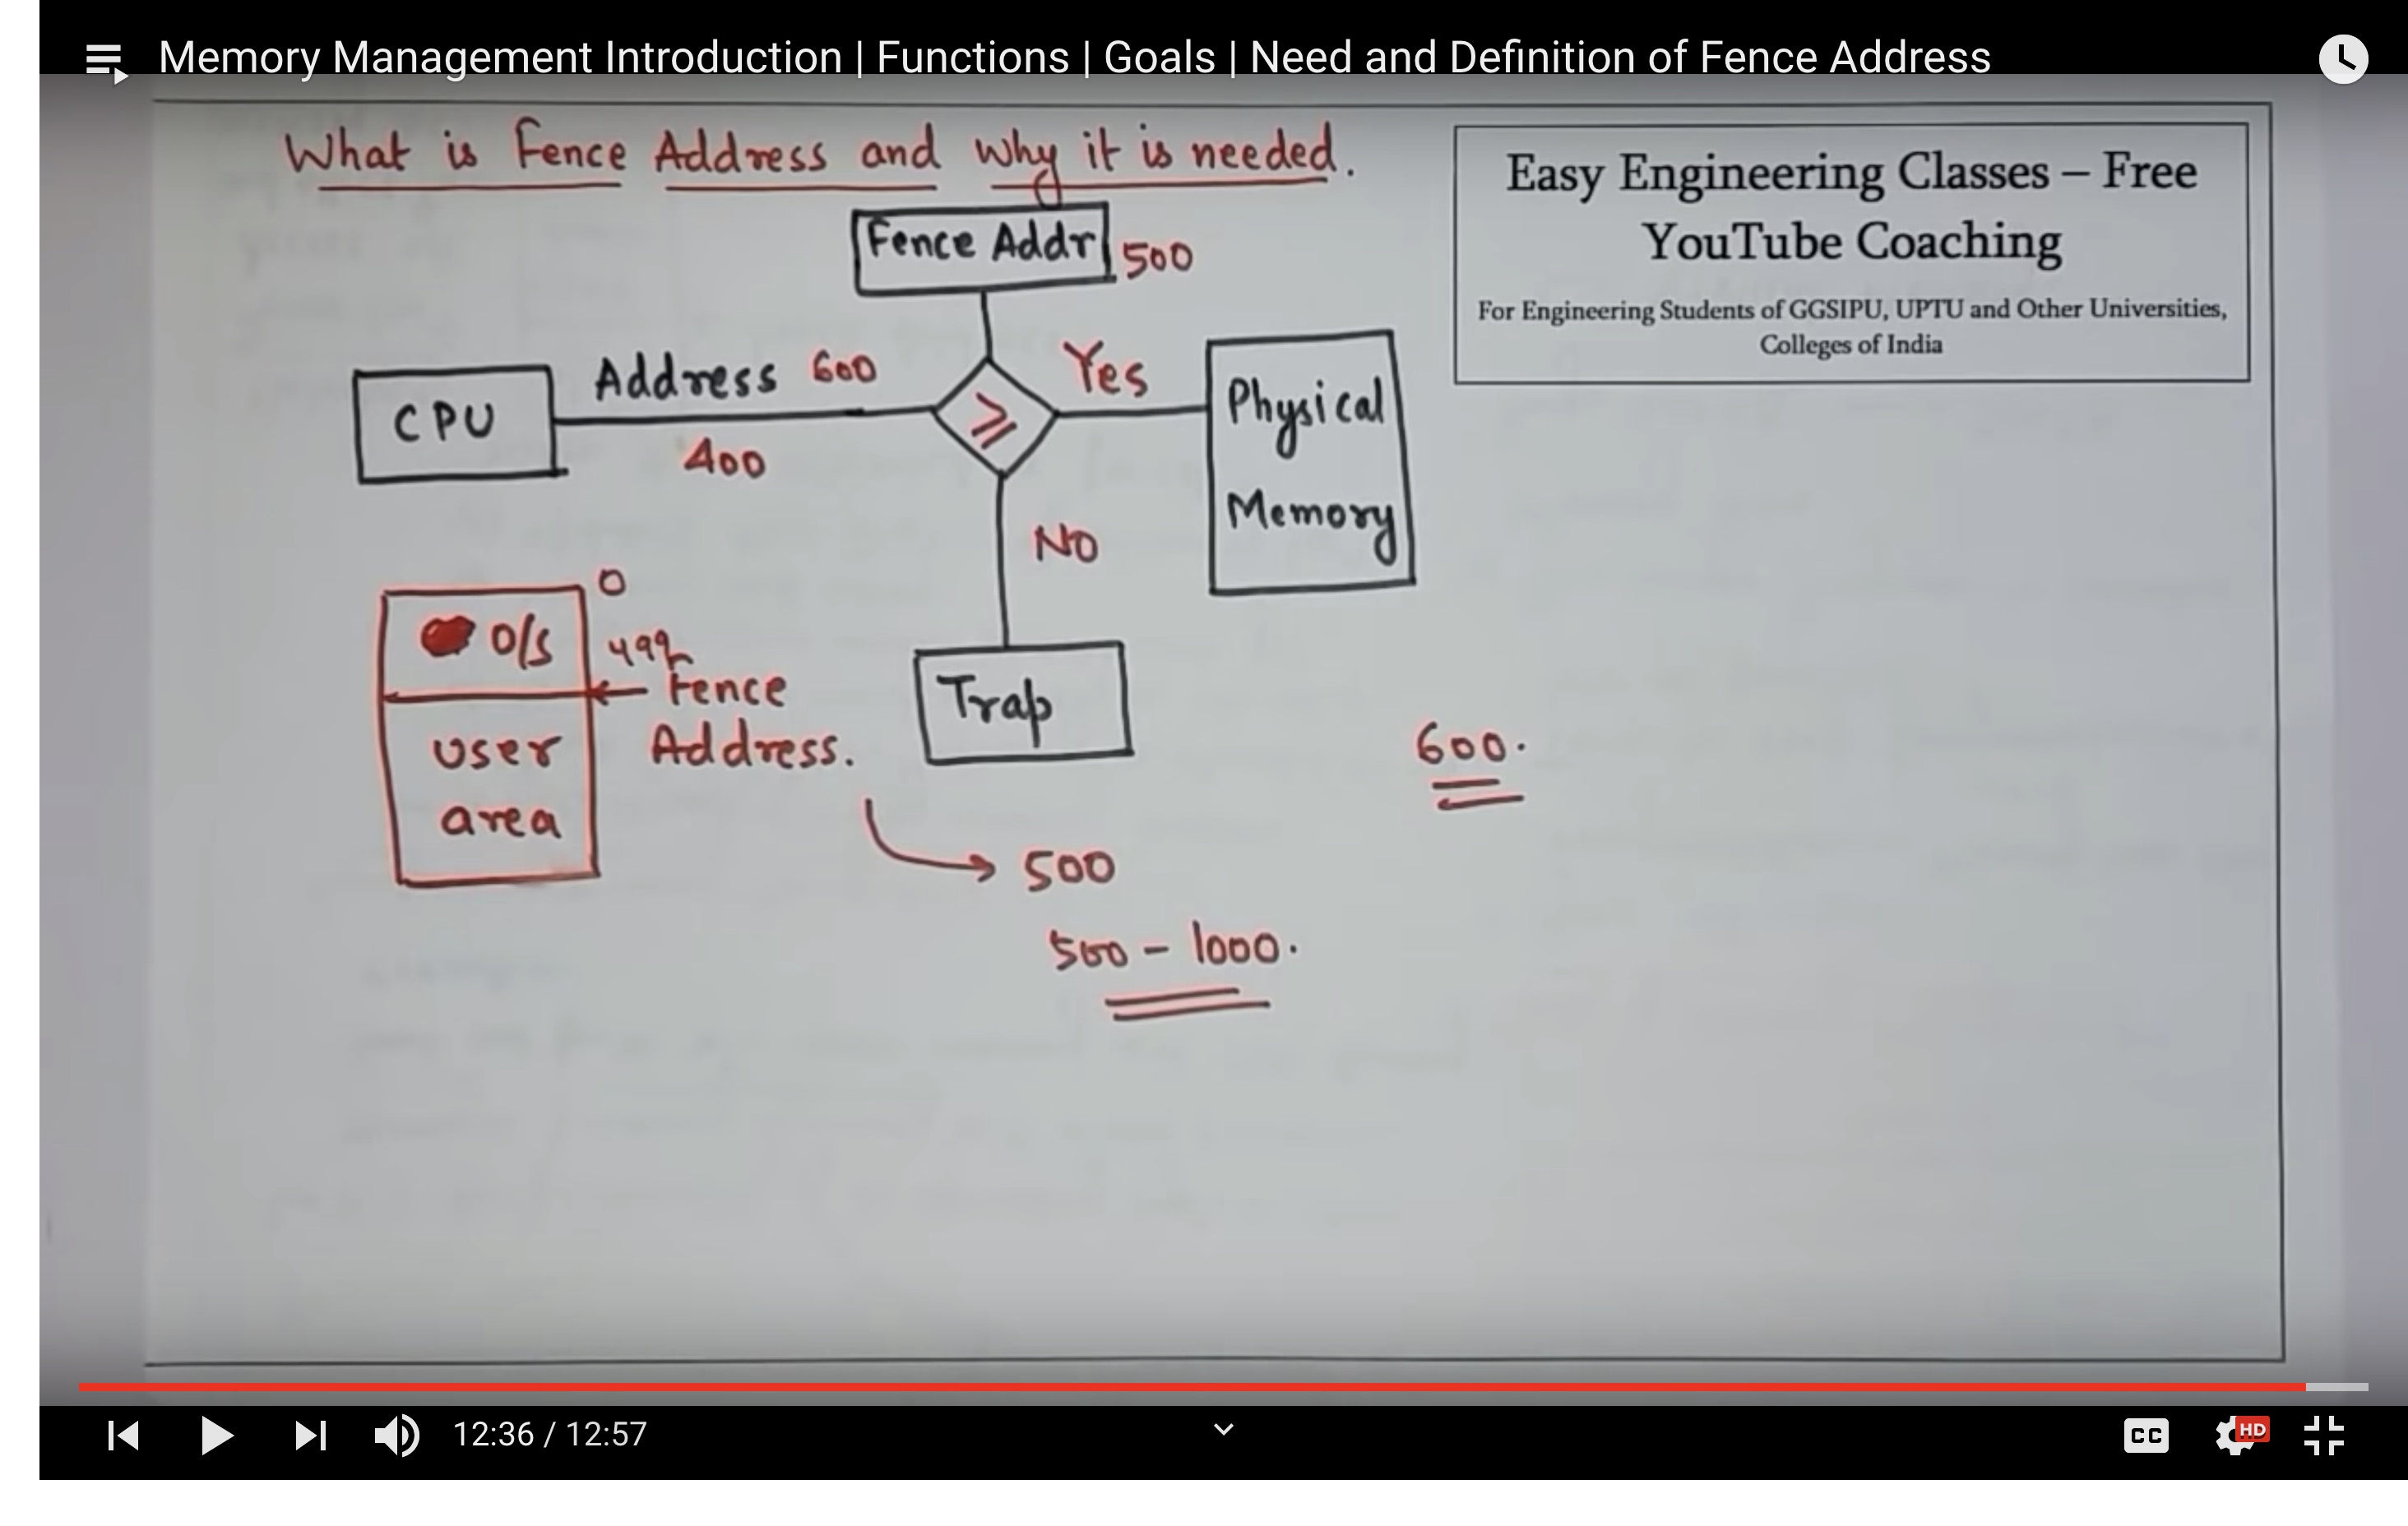 Memory Management Introduction | Functions | Goals | Need and Definition of Fence Address
What is Fence Address and why it is needed.
Easy Engineering Classes – Free
YouTube Coaching
For Engineering Students of GGSIPU, UPTU and Other Universities,
Colleges of India
Fence Addr 500
CPU
Address 600
400
≥
Yes
Physical
Memory
NO
Trap
0
O/S
499
Fence
Address.
user
area
600.
500
500 - 1000.
12:36 / 12:57
CC
HD